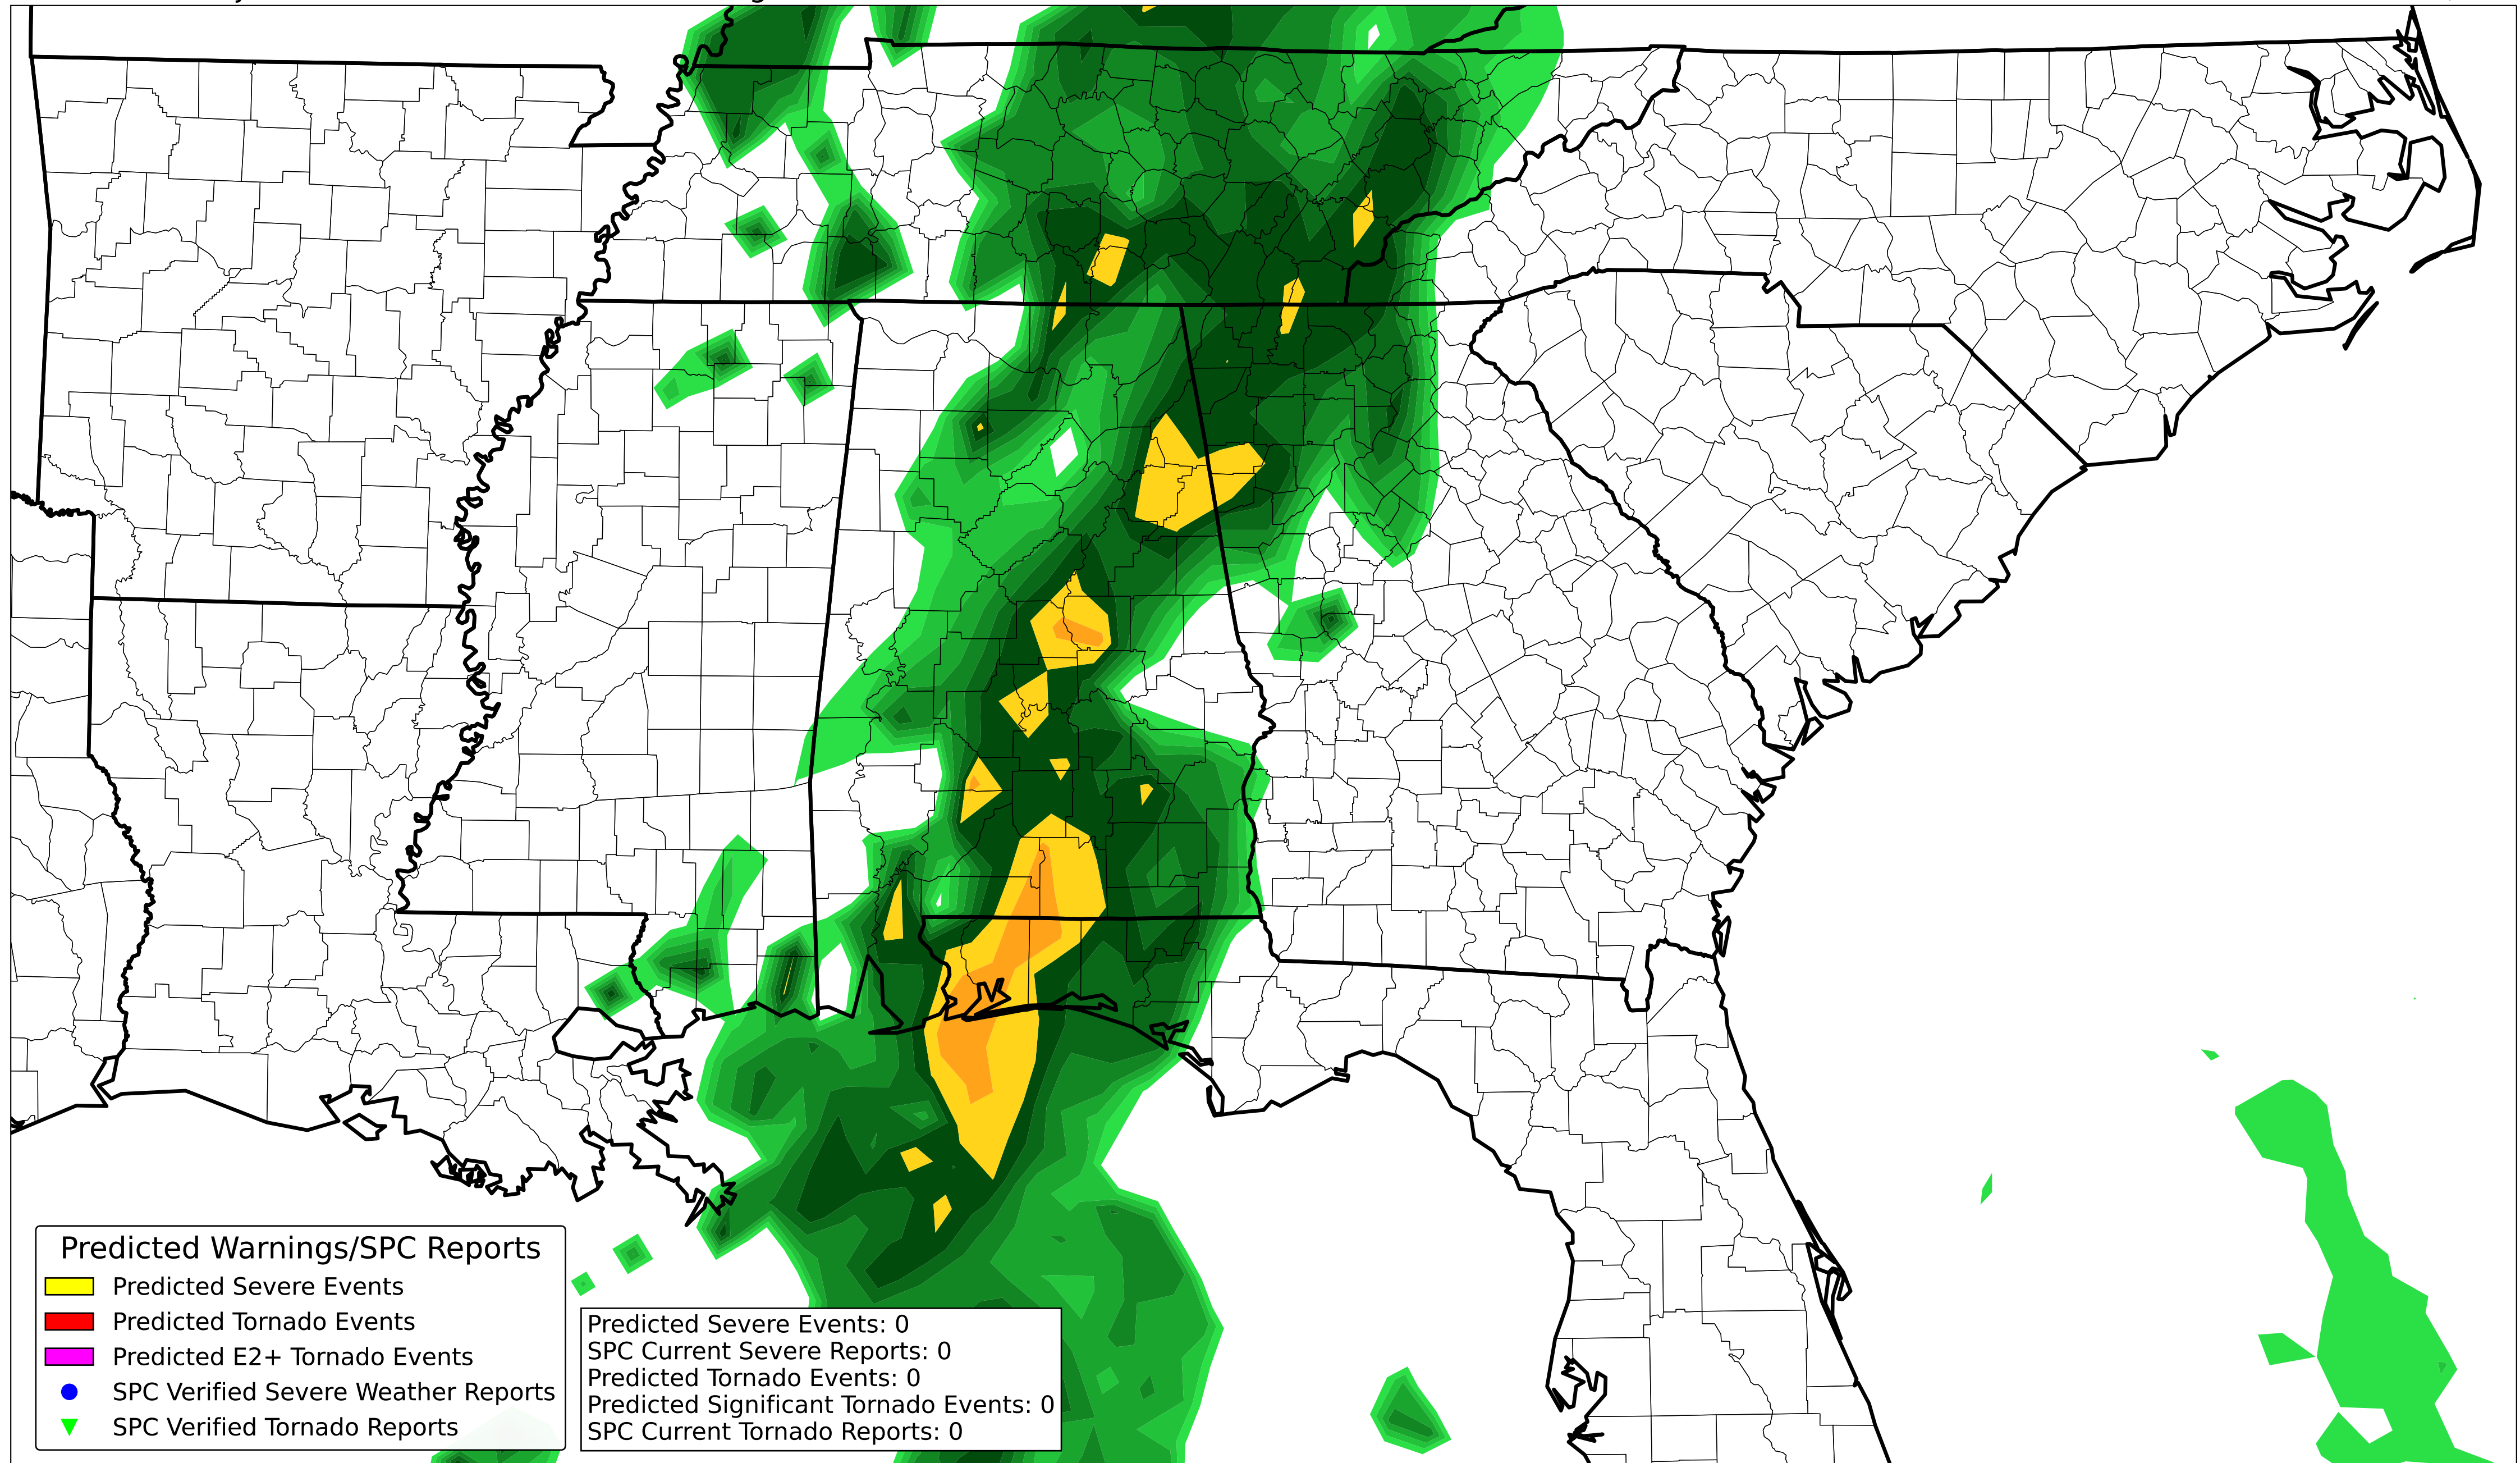 Predicted Warnings/SPC Reports
Predicted Severe Events
Predicted Tornado Events
Predicted E2+ Tornado Events
SPC Verified Severe Weather Reports
SPC Verified Tornado Reports
Predicted Severe Events: 0
SPC Current Severe Reports: 0
Predicted Tornado Events: 0
Predicted Significant Tornado Events: 0
SPC Current Tornado Reports: 0